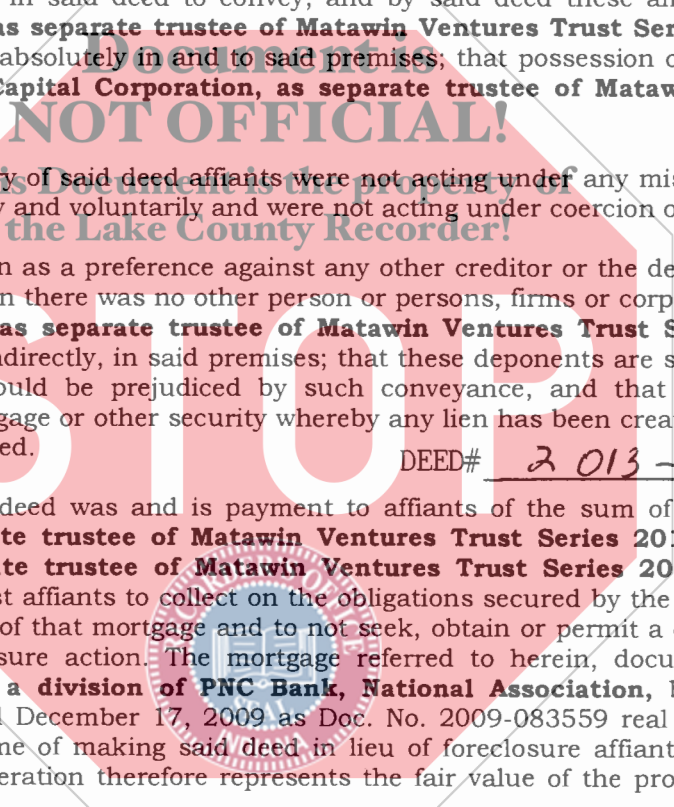 in said deed to convey, and by said deed these
as separate trustee of Matawin Ventures Trust Ser
Document is
absolutely in and to said premises; that possession o
Capital Corporation, as separate trustee of Mataw
NOT OFFICIAL!
ry of said deed affiants were not acting under any mis
is Document is the property of
y and voluntarily and were not acting under coercion o
the Lake County Recorder!
n as a preference against any other creditor or the de
n there was no other person or persons, firms or corp
as separate trustee of Matawin Ventures Trust S
ndirectly, in said premises; that these deponents are s
ould be prejudiced by such conveyance, and that
gage or other security whereby any lien has been crea
ed.
STOP
DEED# 2013-
deed was and is payment to affiants of the sum of
te trustee of Matawin Ventures Trust Series 201
te trustee of Matawin Ventures Trust Series 20
st affiants to collect on the obligations secured by the
of that mortgage and to not seek, obtain or permit a
sure action. The mortgage referred to herein, docu
a division of PNC Bank, National Association,
d December 17, 2009 as Doc. No. 2009-083559 real
ne of making said deed in lieu of foreclosure affiant
eration therefore represents the fair value of the pro
SEAL
INDIANA